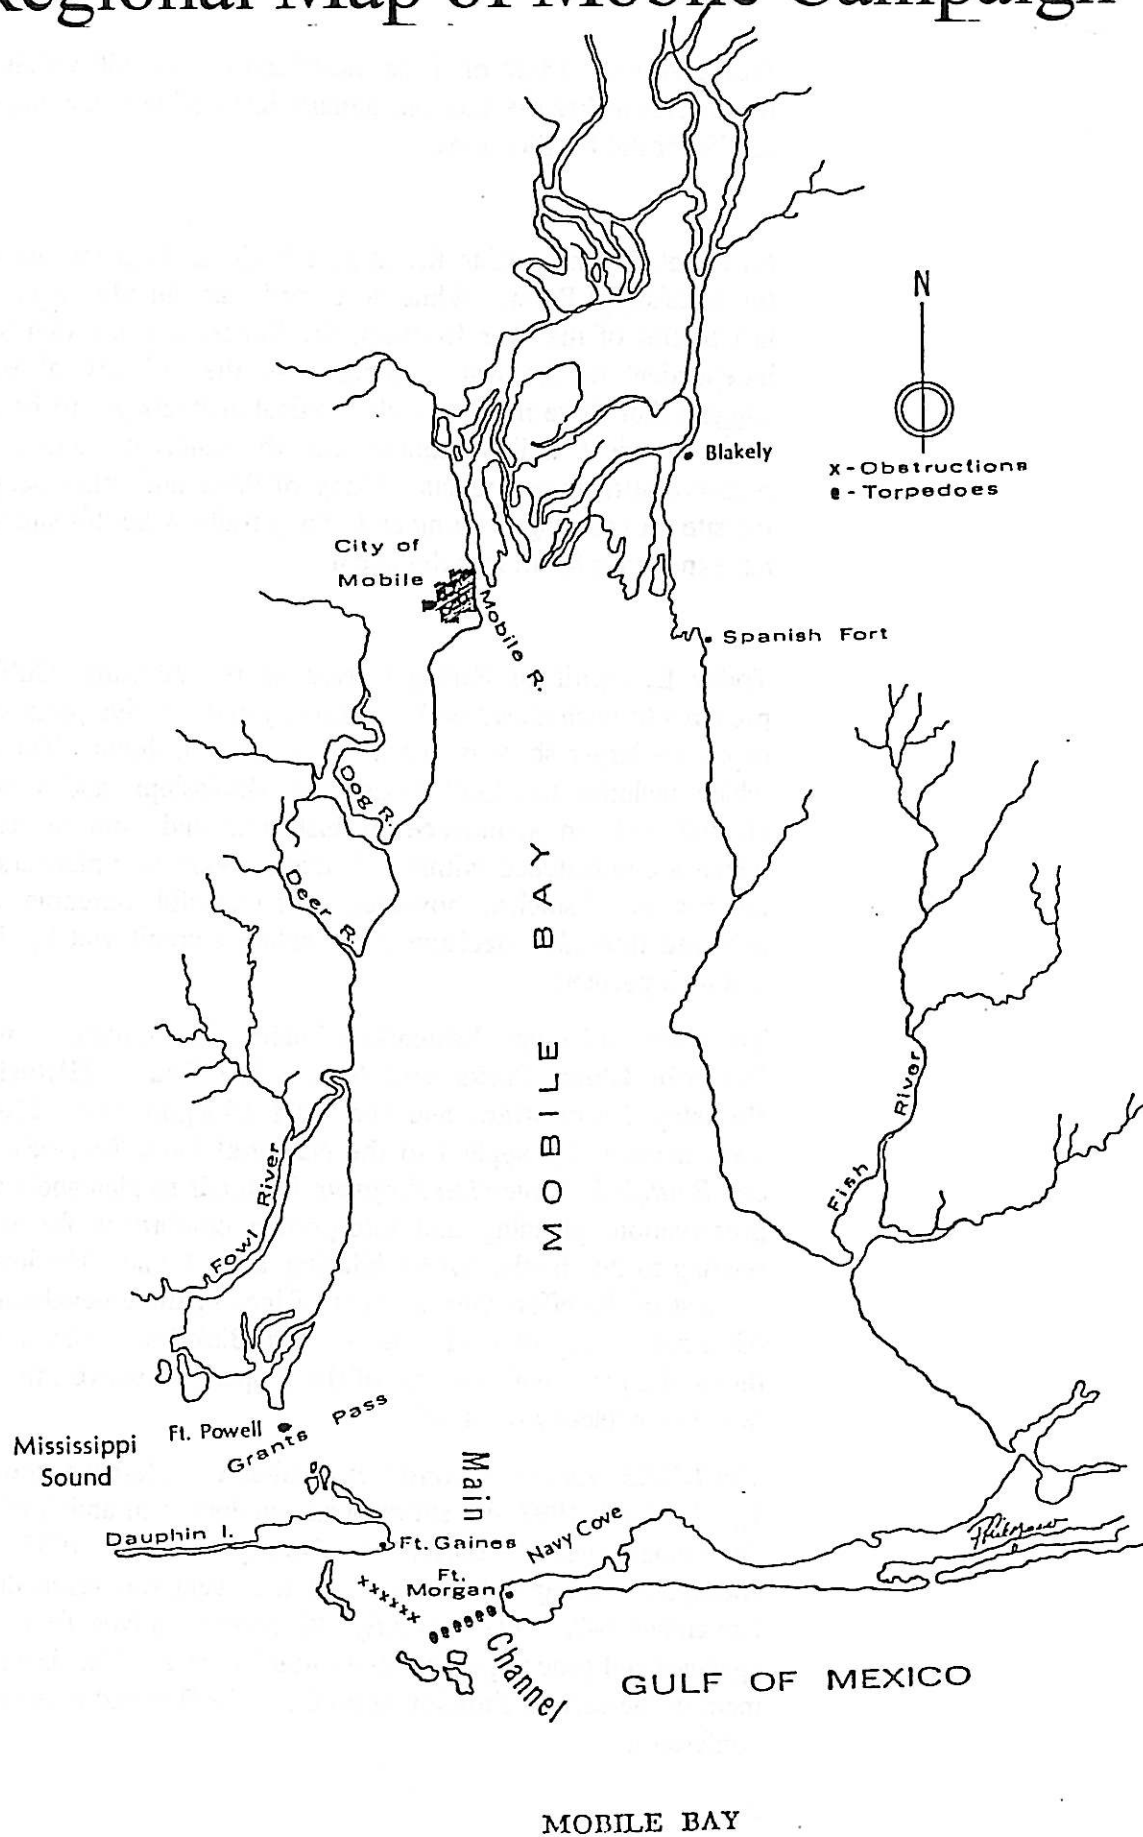 Regional Map of Mobile Campaign
N
x-Obstructions
-Torpedoes
Blakely
City of
Mobile
Mobile R.
Spanish Fort
Dog R.
Deer R.
MOBILE BAY
Fowl River
Fish River
Ft. Powell
Grants Pass
Mississippi
Sound
Main
Dauphin I.
Ft. Gaines
Navy Cove
Ft.
Morgan
xxxxxx
Channel
GULF OF MEXICO
MOBILE BAY